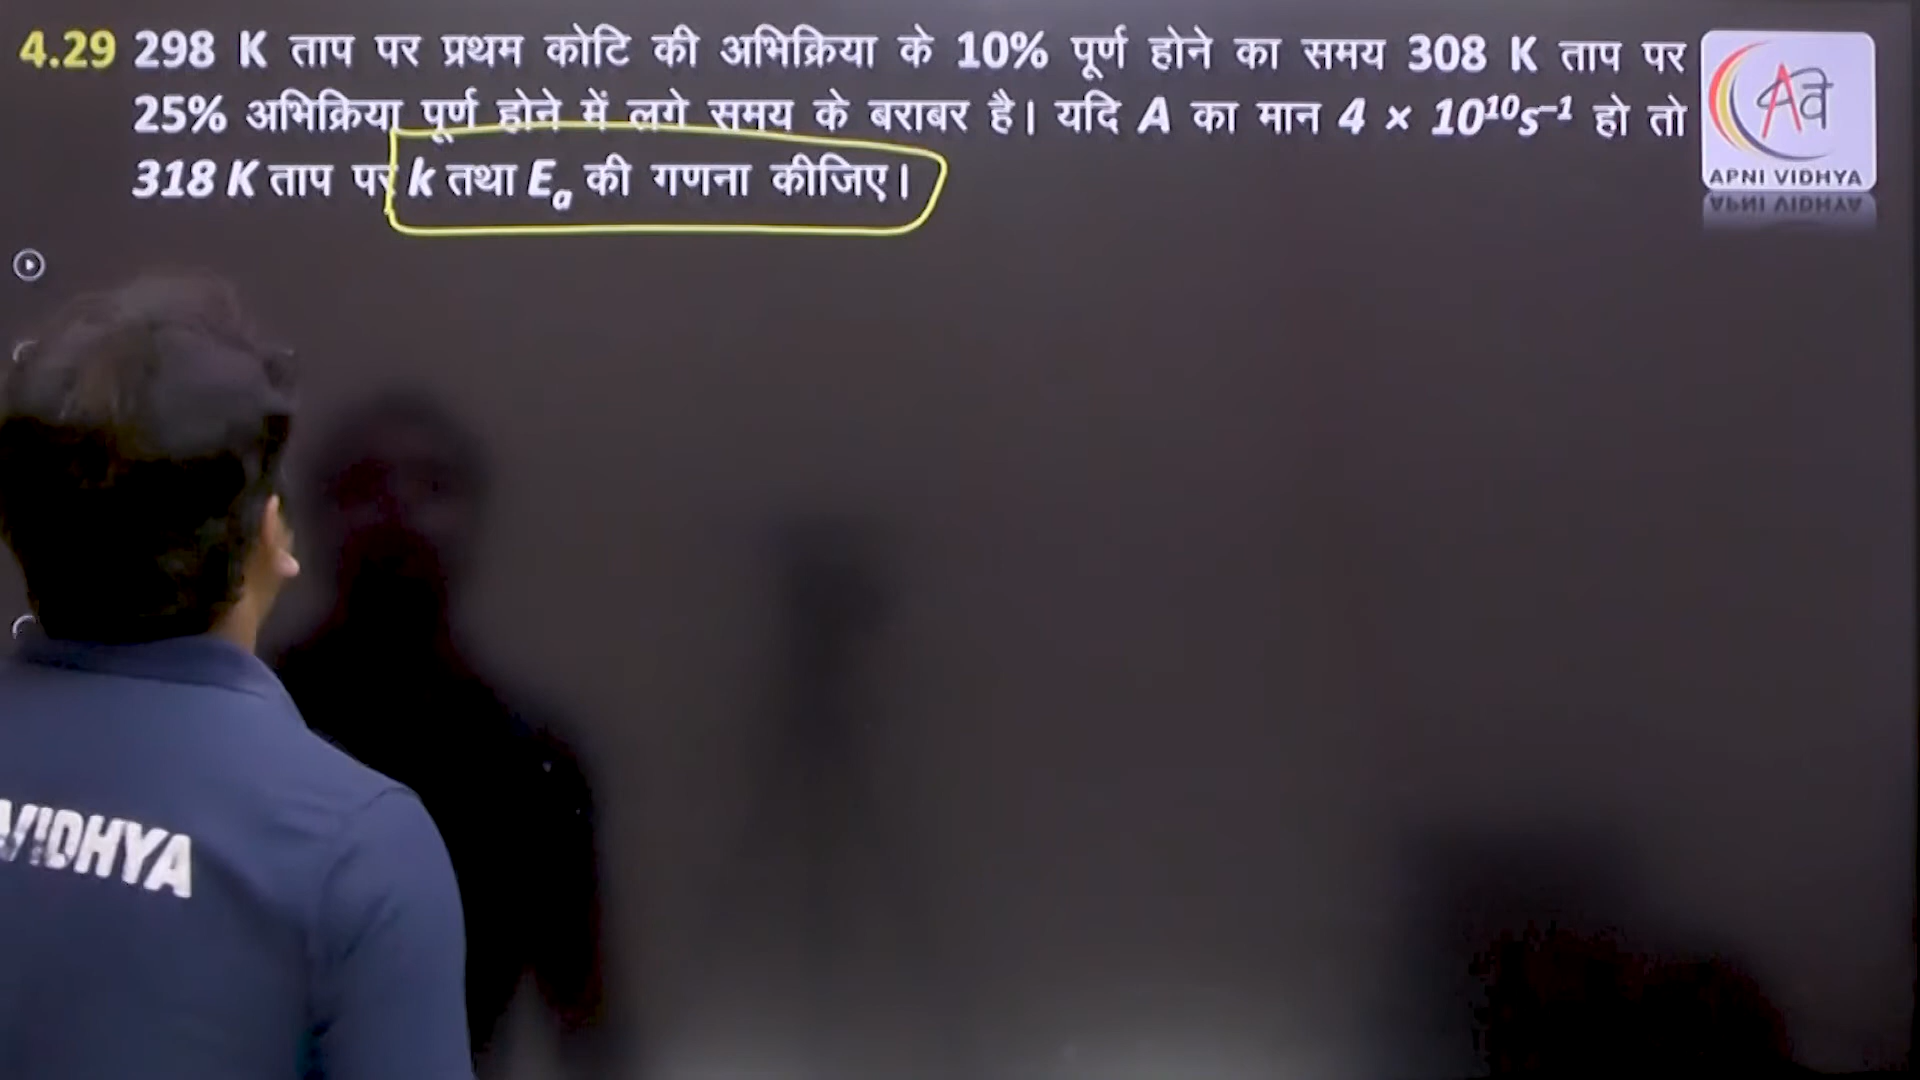 4.29 298 K ताप पर प्रथम कोटि की अभिक्रिया के 10% पूर्ण होने का समय 308 K ताप पर
25% अभिक्रिया पूर्ण होने में लगे समय के बराबर है। यदि A का मान 4 × 10¹⁰s⁻¹ हो तो
318 K ताप पर k तथा Eₐ की गणना कीजिए।
Aव
APNI VIDHYA
VIDHYA